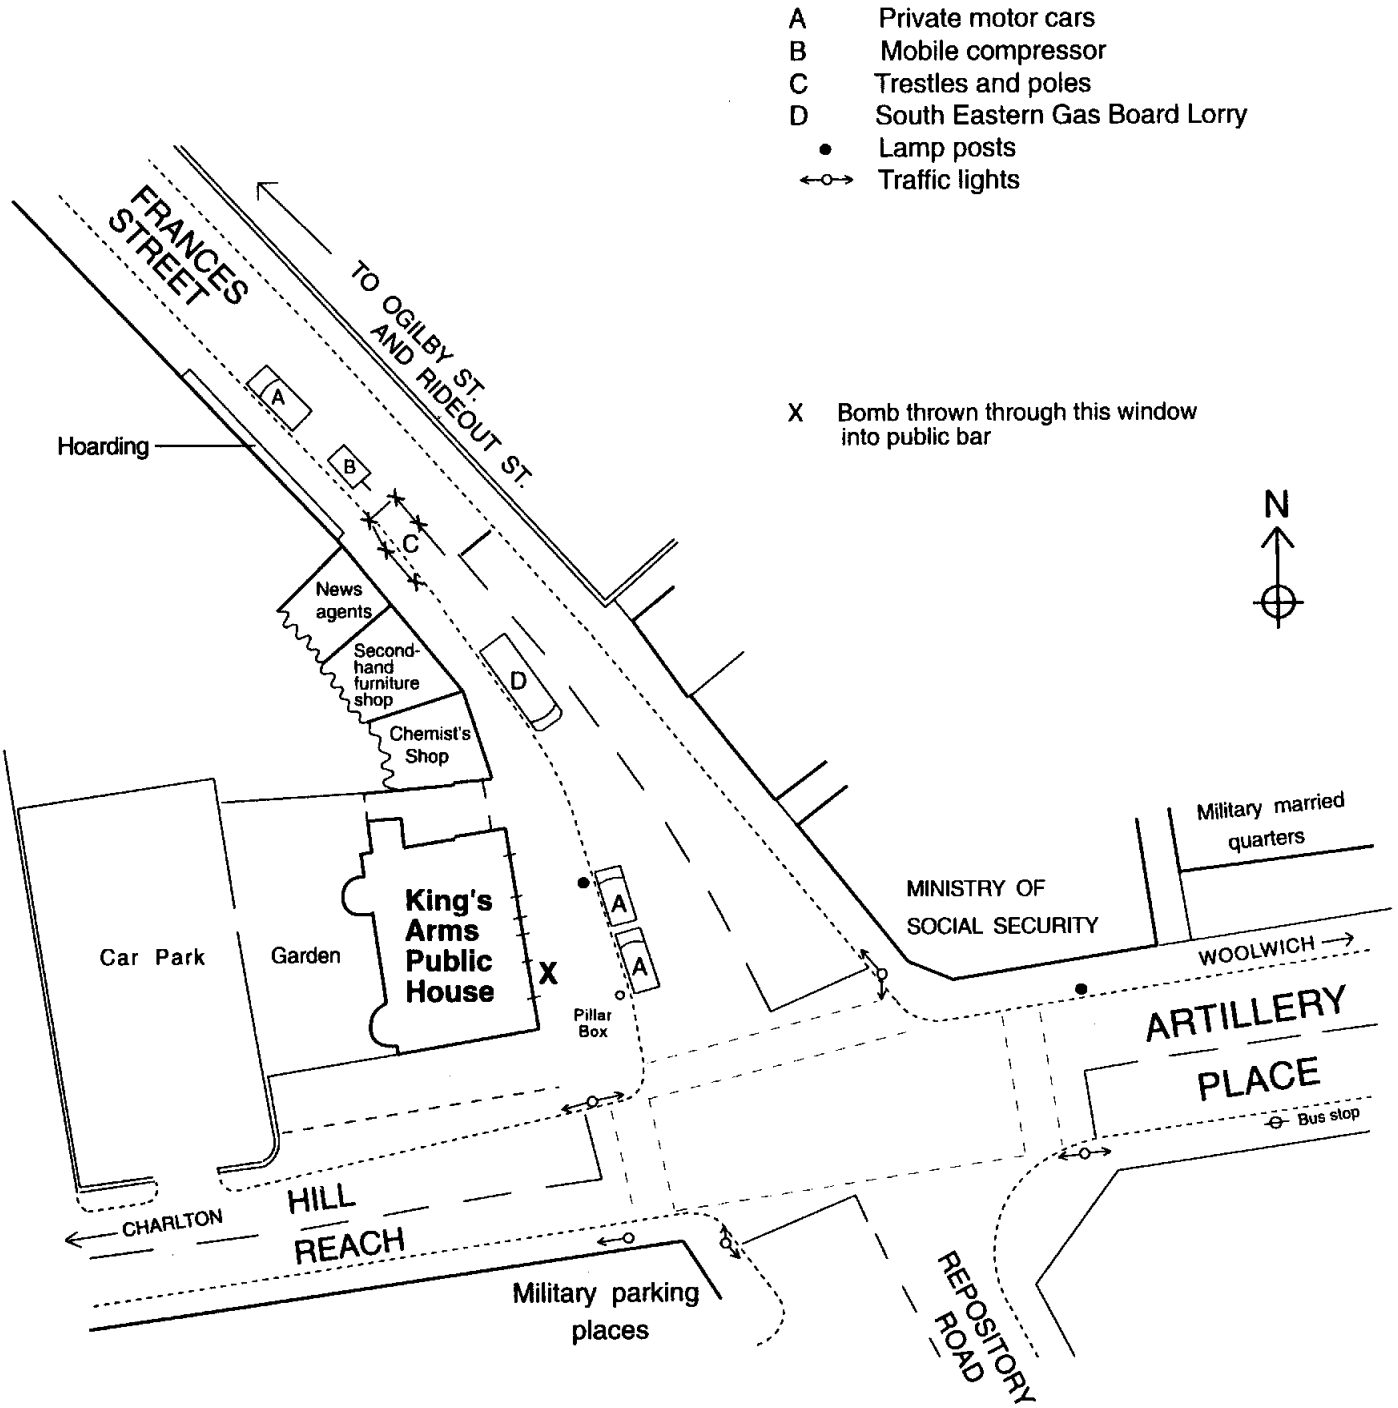 A Private motor cars
B Mobile compressor
C Trestles and poles
D South Eastern Gas Board Lorry
Lamp posts
Traffic lights
FRANCES
STREET
TO OGILBY ST.
AND RIDEOUT ST.
A
Hoarding
B
X Bomb thrown through this window
into public bar
N
C
News
agents
Second-
hand
furniture
shop
D
Chemist's
Shop
Military married
quarters
MINISTRY OF
SOCIAL SECURITY
King's
Arms
Public
House
A
A
X
Car Park
Garden
WOOLWICH
Pillar
Box
ARTILLERY
PLACE
Bus stop
HILL
REACH
CHARLTON
Military parking
places
REPOSITORY
ROAD